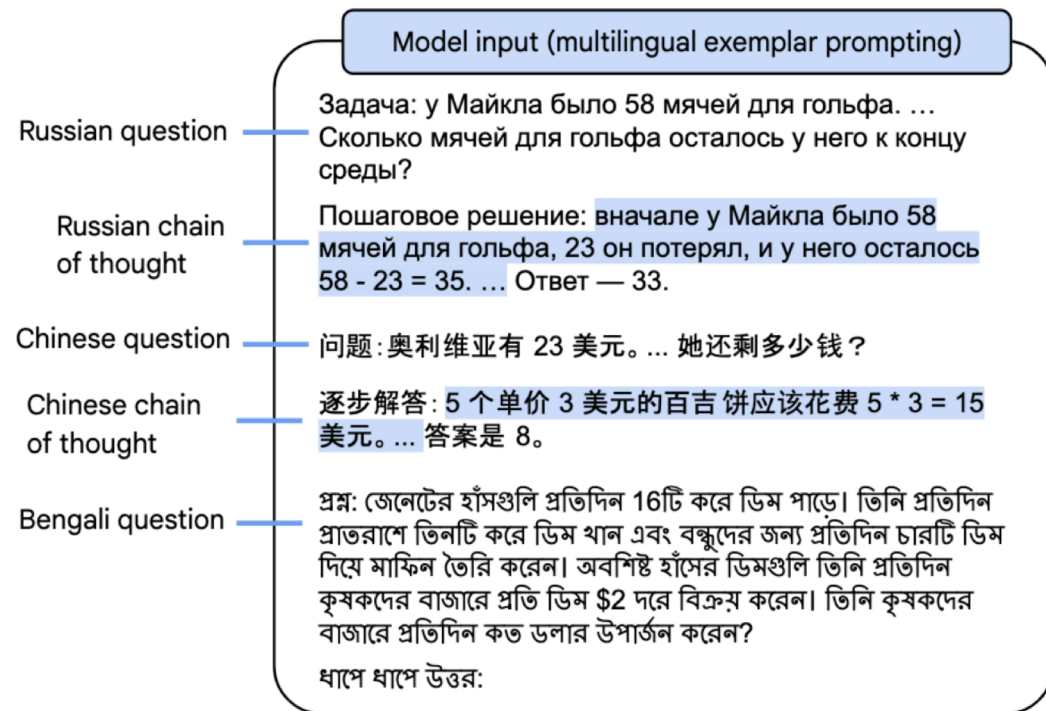 Model input (multilingual exemplar prompting)
Russian question
Задача: у Майкла было 58 мячей для гольфа. …
Сколько мячей для гольфа осталось у него к концу
среды?
Russian chain
of thought
Пошаговое решение: вначале у Майкла было 58
мячей для гольфа, 23 он потерял, и у него осталось
58 - 23 = 35. … Ответ — 33.
Chinese question
问题:奥利维亚有 23 美元。... 她还剩多少钱?
Chinese chain
of thought
逐步解答: 5 个单价 3 美元的百吉饼应该花费 5 * 3 = 15
美元。... 答案是 8。
Bengali question
প্রশ্ন: জেনেটের হাঁসগুলি প্রতিদিন 16টি করে ডিম পাড়ে। তিনি প্রতিদিন
প্রাতরাশে তিনটি করে ডিম খান এবং বন্ধুদের জন্য প্রতিদিন চারটি ডিম
দিয়ে মাফিন তৈরি করেন। অবশিষ্ট হাঁসের ডিমগুলি তিনি প্রতিদিন
কৃষকদের বাজারে প্রতি ডিম $2 দরে বিক্রয় করেন। তিনি কৃষকদের
বাজারে প্রতিদিন কত ডলার উপার্জন করেন?
ধাপে ধাপে উত্তর: